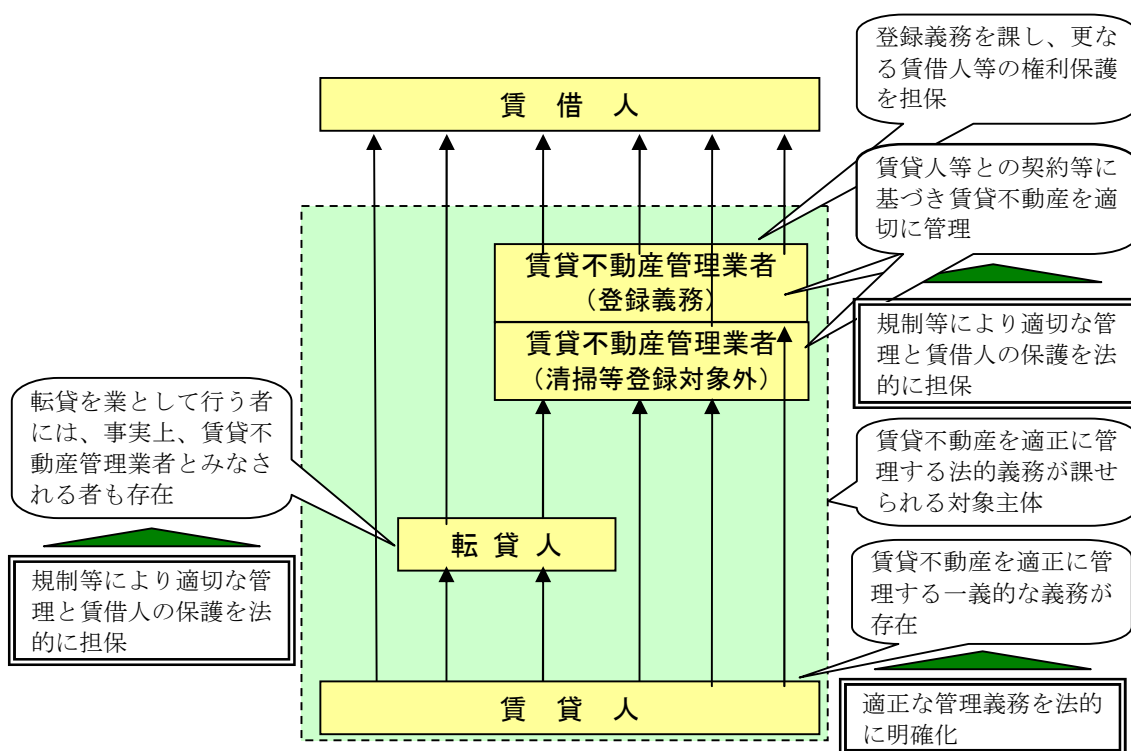 登録義務を課し、更な
る賃借人等の権利保護
を担保
賃　借　人
賃貸人等との契約等に
基づき賃貸不動産を適
切に管理
賃貸不動産管理業者
（登録義務）
賃貸不動産管理業者
（清掃等登録対象外）
規制等により適切な管
理と賃借人の保護を法
的に担保
転貸を業として行う者
には、事実上、賃貸不
動産管理業者とみなさ
れる者も存在
賃貸不動産を適正に管
理する法的義務が課せ
られる対象主体
転 貸 人
規制等により適切な管
理と賃借人の保護を法
的に担保
賃貸不動産を適正に管
理する一義的な義務が
存在
賃　貸　人
適正な管理義務を法的
に明確化